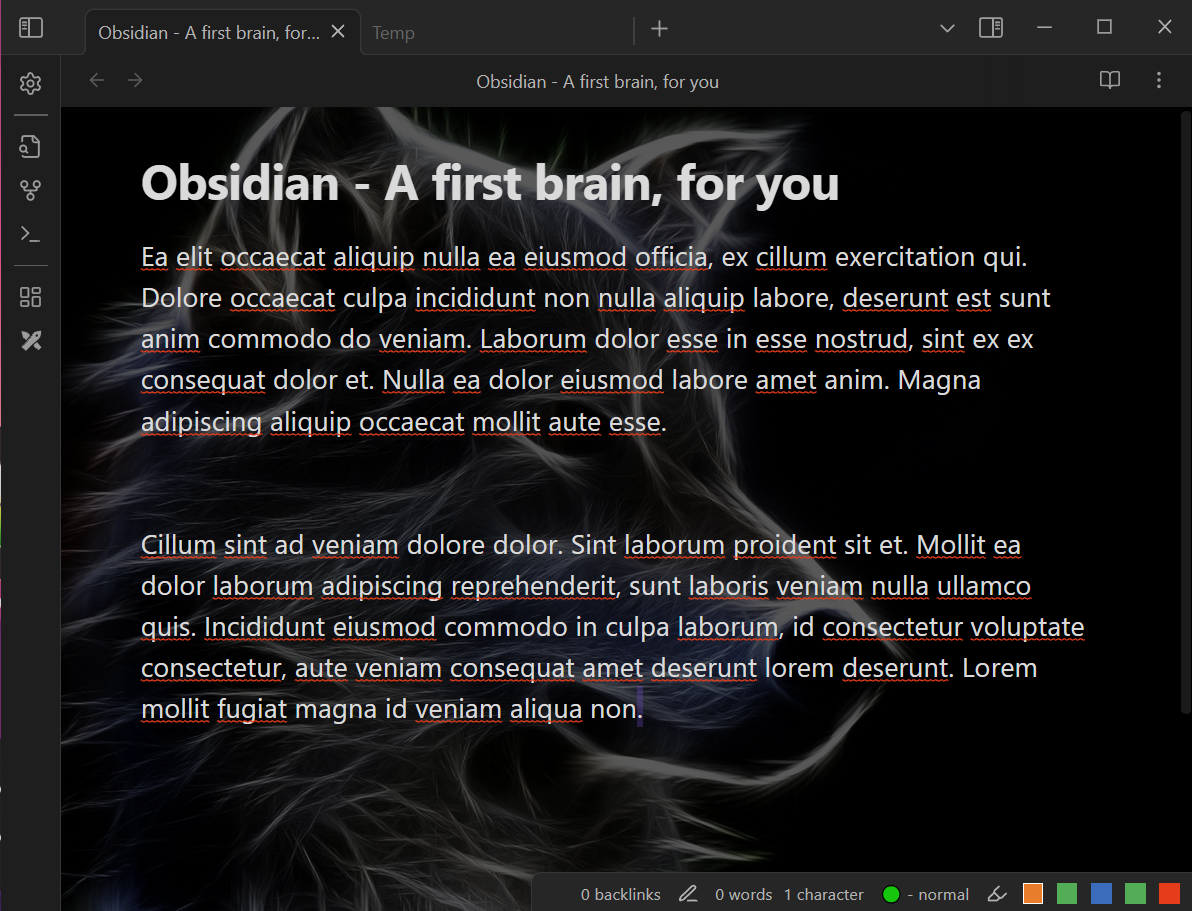 Obsidian - A first brain, for...
Temp
Obsidian - A first brain, for you
Obsidian - A first brain, for you
Ea elit occaecat aliquip nulla ea eiusmod officia, ex cillum exercitation qui.
Dolore occaecat culpa incididunt non nulla aliquip labore, deserunt est sunt
anim commodo do veniam. Laborum dolor esse in esse nostrud, sint ex ex
consequat dolor et. Nulla ea dolor eiusmod labore amet anim. Magna
adipiscing aliquip occaecat mollit aute esse.
Cillum sint ad veniam dolore dolor. Sint laborum proident sit et. Mollit ea
dolor laborum adipiscing reprehenderit, sunt laboris veniam nulla ullamco
quis. Incididunt eiusmod commodo in culpa laborum, id consectetur voluptate
consectetur, aute veniam consequat amet deserunt lorem deserunt. Lorem
mollit fugiat magna id veniam aliqua non.
0 backlinks 0 words 1 character - normal